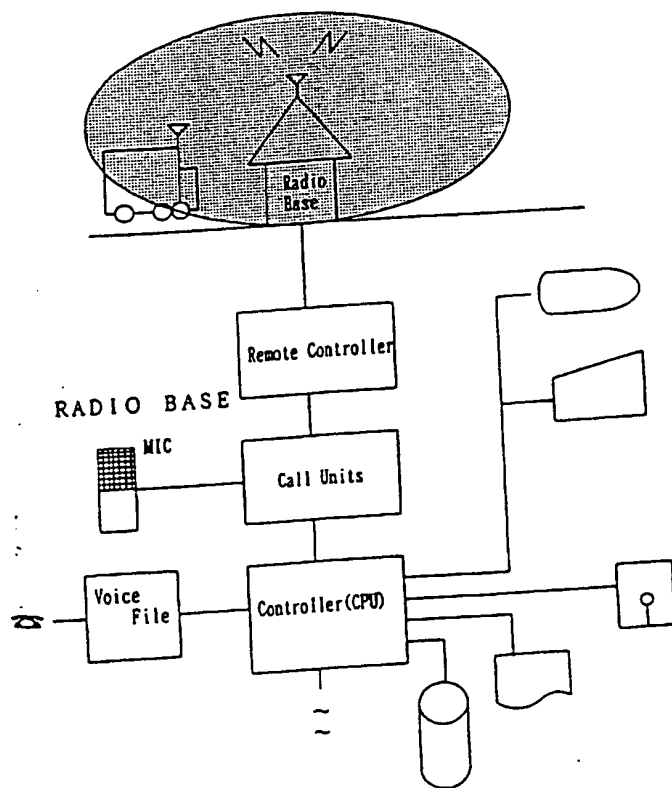 Radio
Base
Remote Controller
RADIO BASE
MIC
Call Units
Voice
File
Controller(CPU)